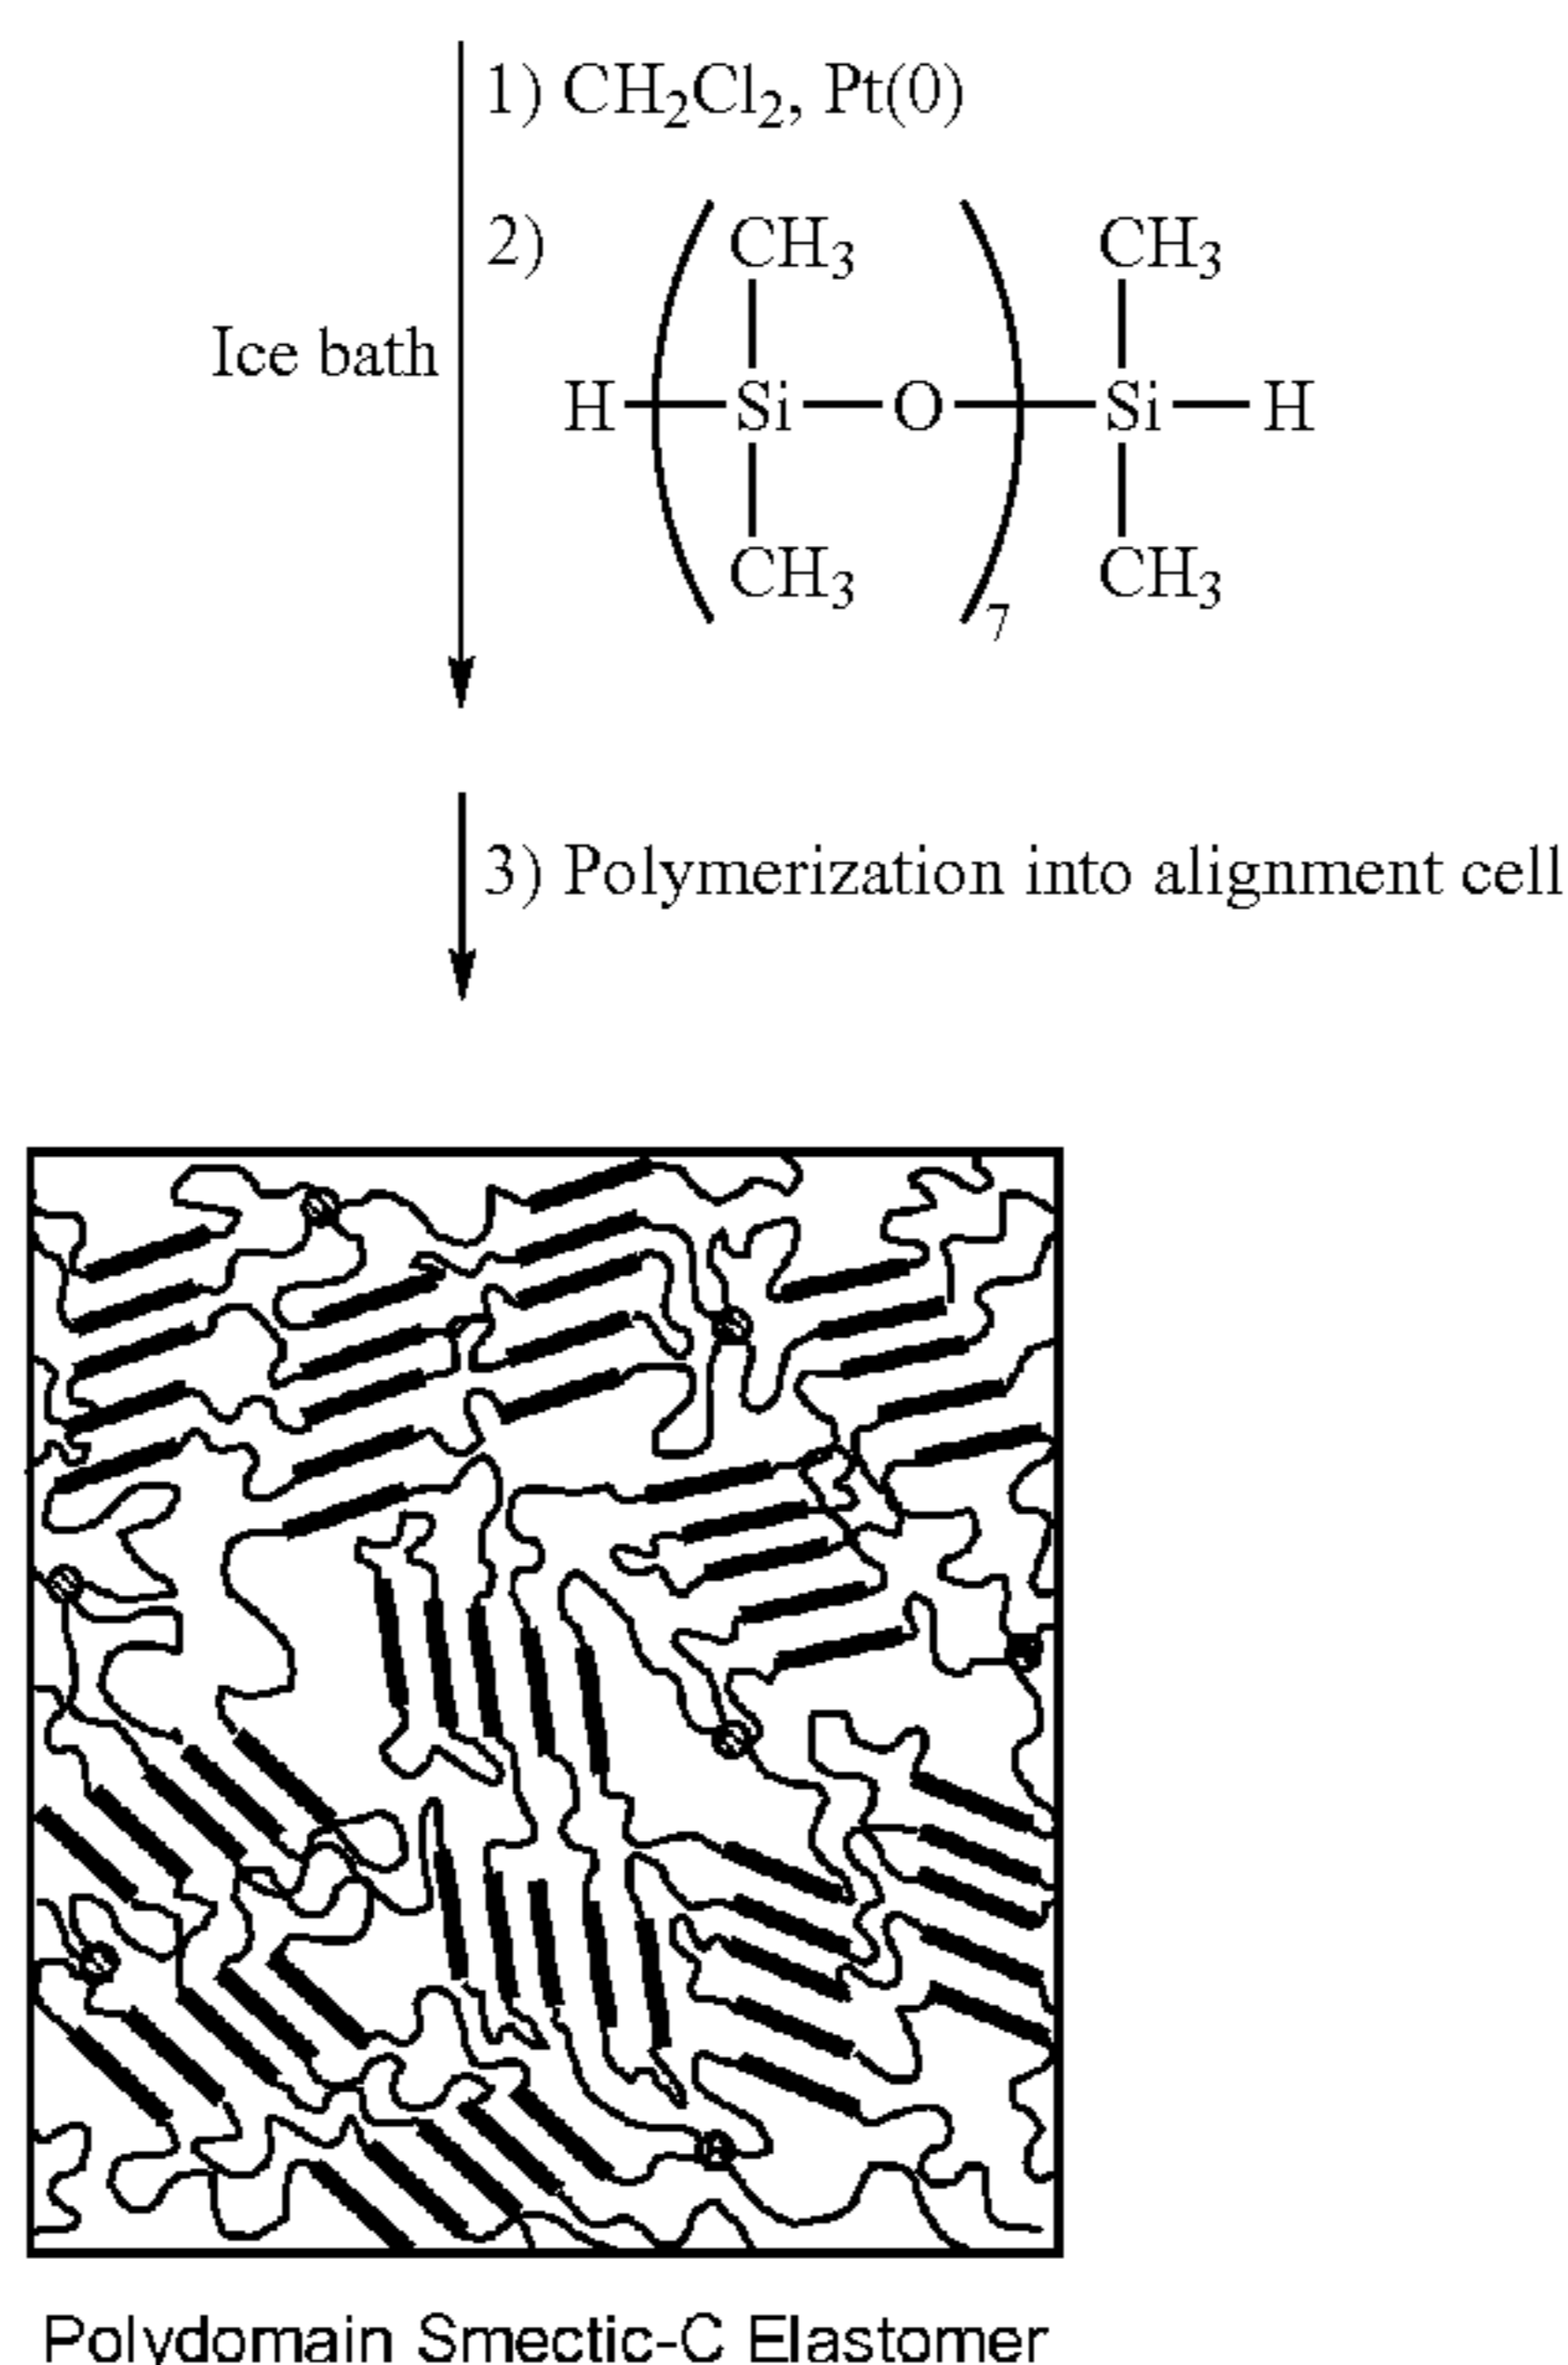 1) CH2Cl2, Pt(0)
2)
CH3 CH3
Ice bath
H Si O Si H
CH3 CH3
7
3) Polymerization into alignment cell
Polydomain Smectic-C Elastomer